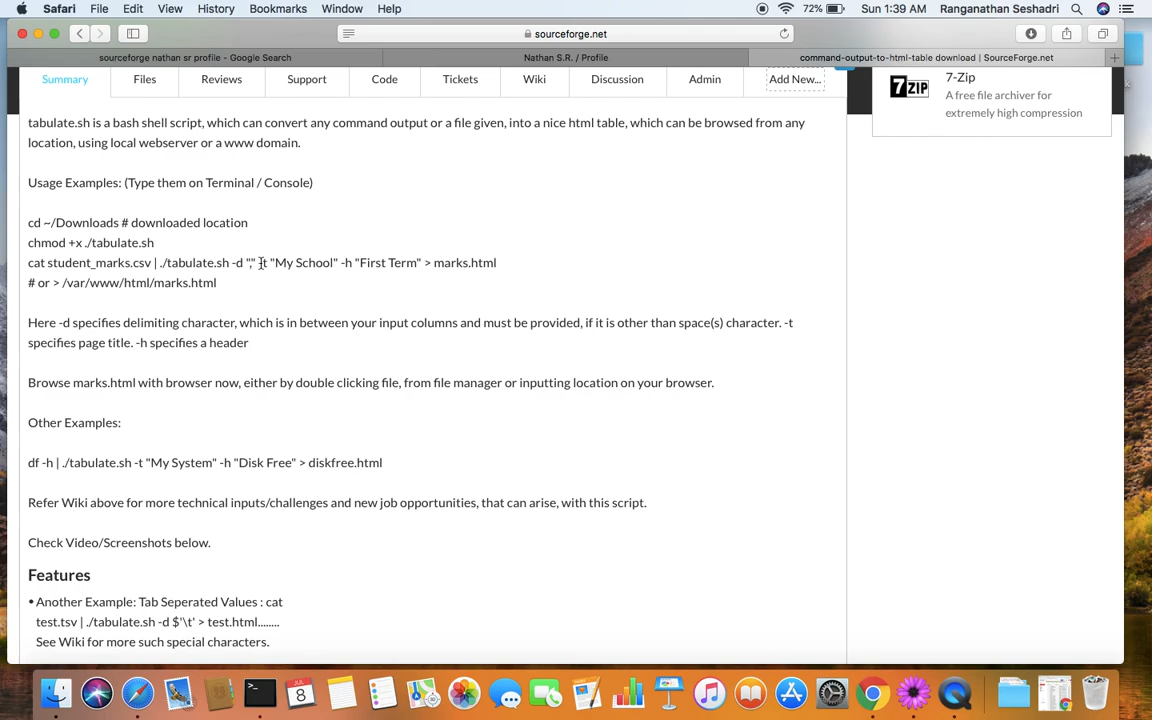 Safari File Edit View History Bookmarks Window Help 72% Sun 1:39 AM Ranganathan Seshadri
sourceforge.net
sourceforge nathan sr profile - Google Search Nathan S.R. / Profile command-output-to-html-table download | SourceForge.net
Summary Files Reviews Support Code Tickets Wiki Discussion Admin Add New...
7ZIP 7-Zip
A free file archiver for
extremely high compression
tabulate.sh is a bash shell script, which can convert any command output or a file given, into a nice html table, which can be browsed from any
location, using local webserver or a www domain.
Usage Examples: (Type them on Terminal / Console)
cd ~/Downloads # downloaded location
chmod +x ./tabulate.sh
cat student_marks.csv | ./tabulate.sh -d "," -t "My School" -h "First Term" > marks.html
# or > /var/www/html/marks.html
Here -d specifies delimiting character, which is in between your input columns and must be provided, if it is other than space(s) character. -t
specifies page title. -h specifies a header
Browse marks.html with browser now, either by double clicking file, from file manager or inputting location on your browser.
Other Examples:
df -h | ./tabulate.sh -t "My System" -h "Disk Free" > diskfree.html
Refer Wiki above for more technical inputs/challenges and new job opportunities, that can arise, with this script.
Check Video/Screenshots below.
Features
• Another Example: Tab Seperated Values : cat
test.tsv | ./tabulate.sh -d $'\t' > test.html........
See Wiki for more such special characters.
JUL
8